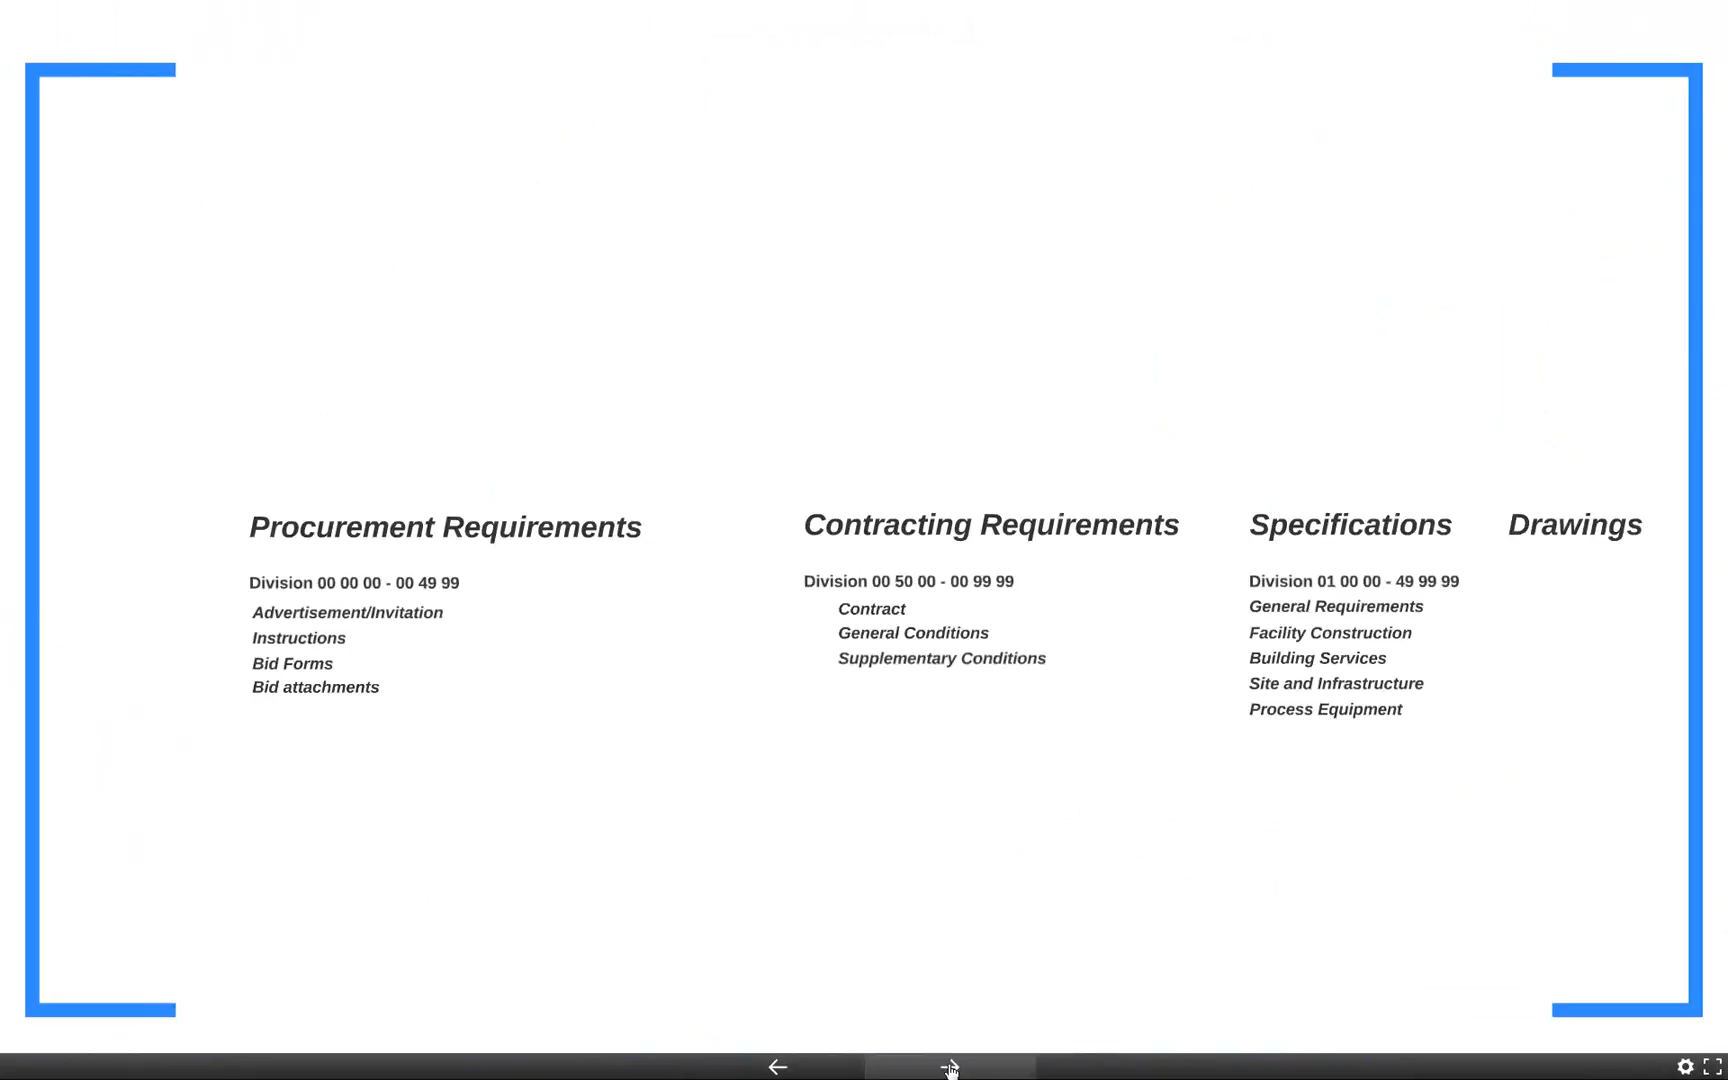 Procurement Requirements
Division 00 00 00 - 00 49 99
Advertisement/Invitation
Instructions
Bid Forms
Bid attachments
Contracting Requirements
Division 00 50 00 - 00 99 99
Contract
General Conditions
Supplementary Conditions
Specifications
Division 01 00 00 - 49 99 99
General Requirements
Facility Construction
Building Services
Site and Infrastructure
Process Equipment
Drawings